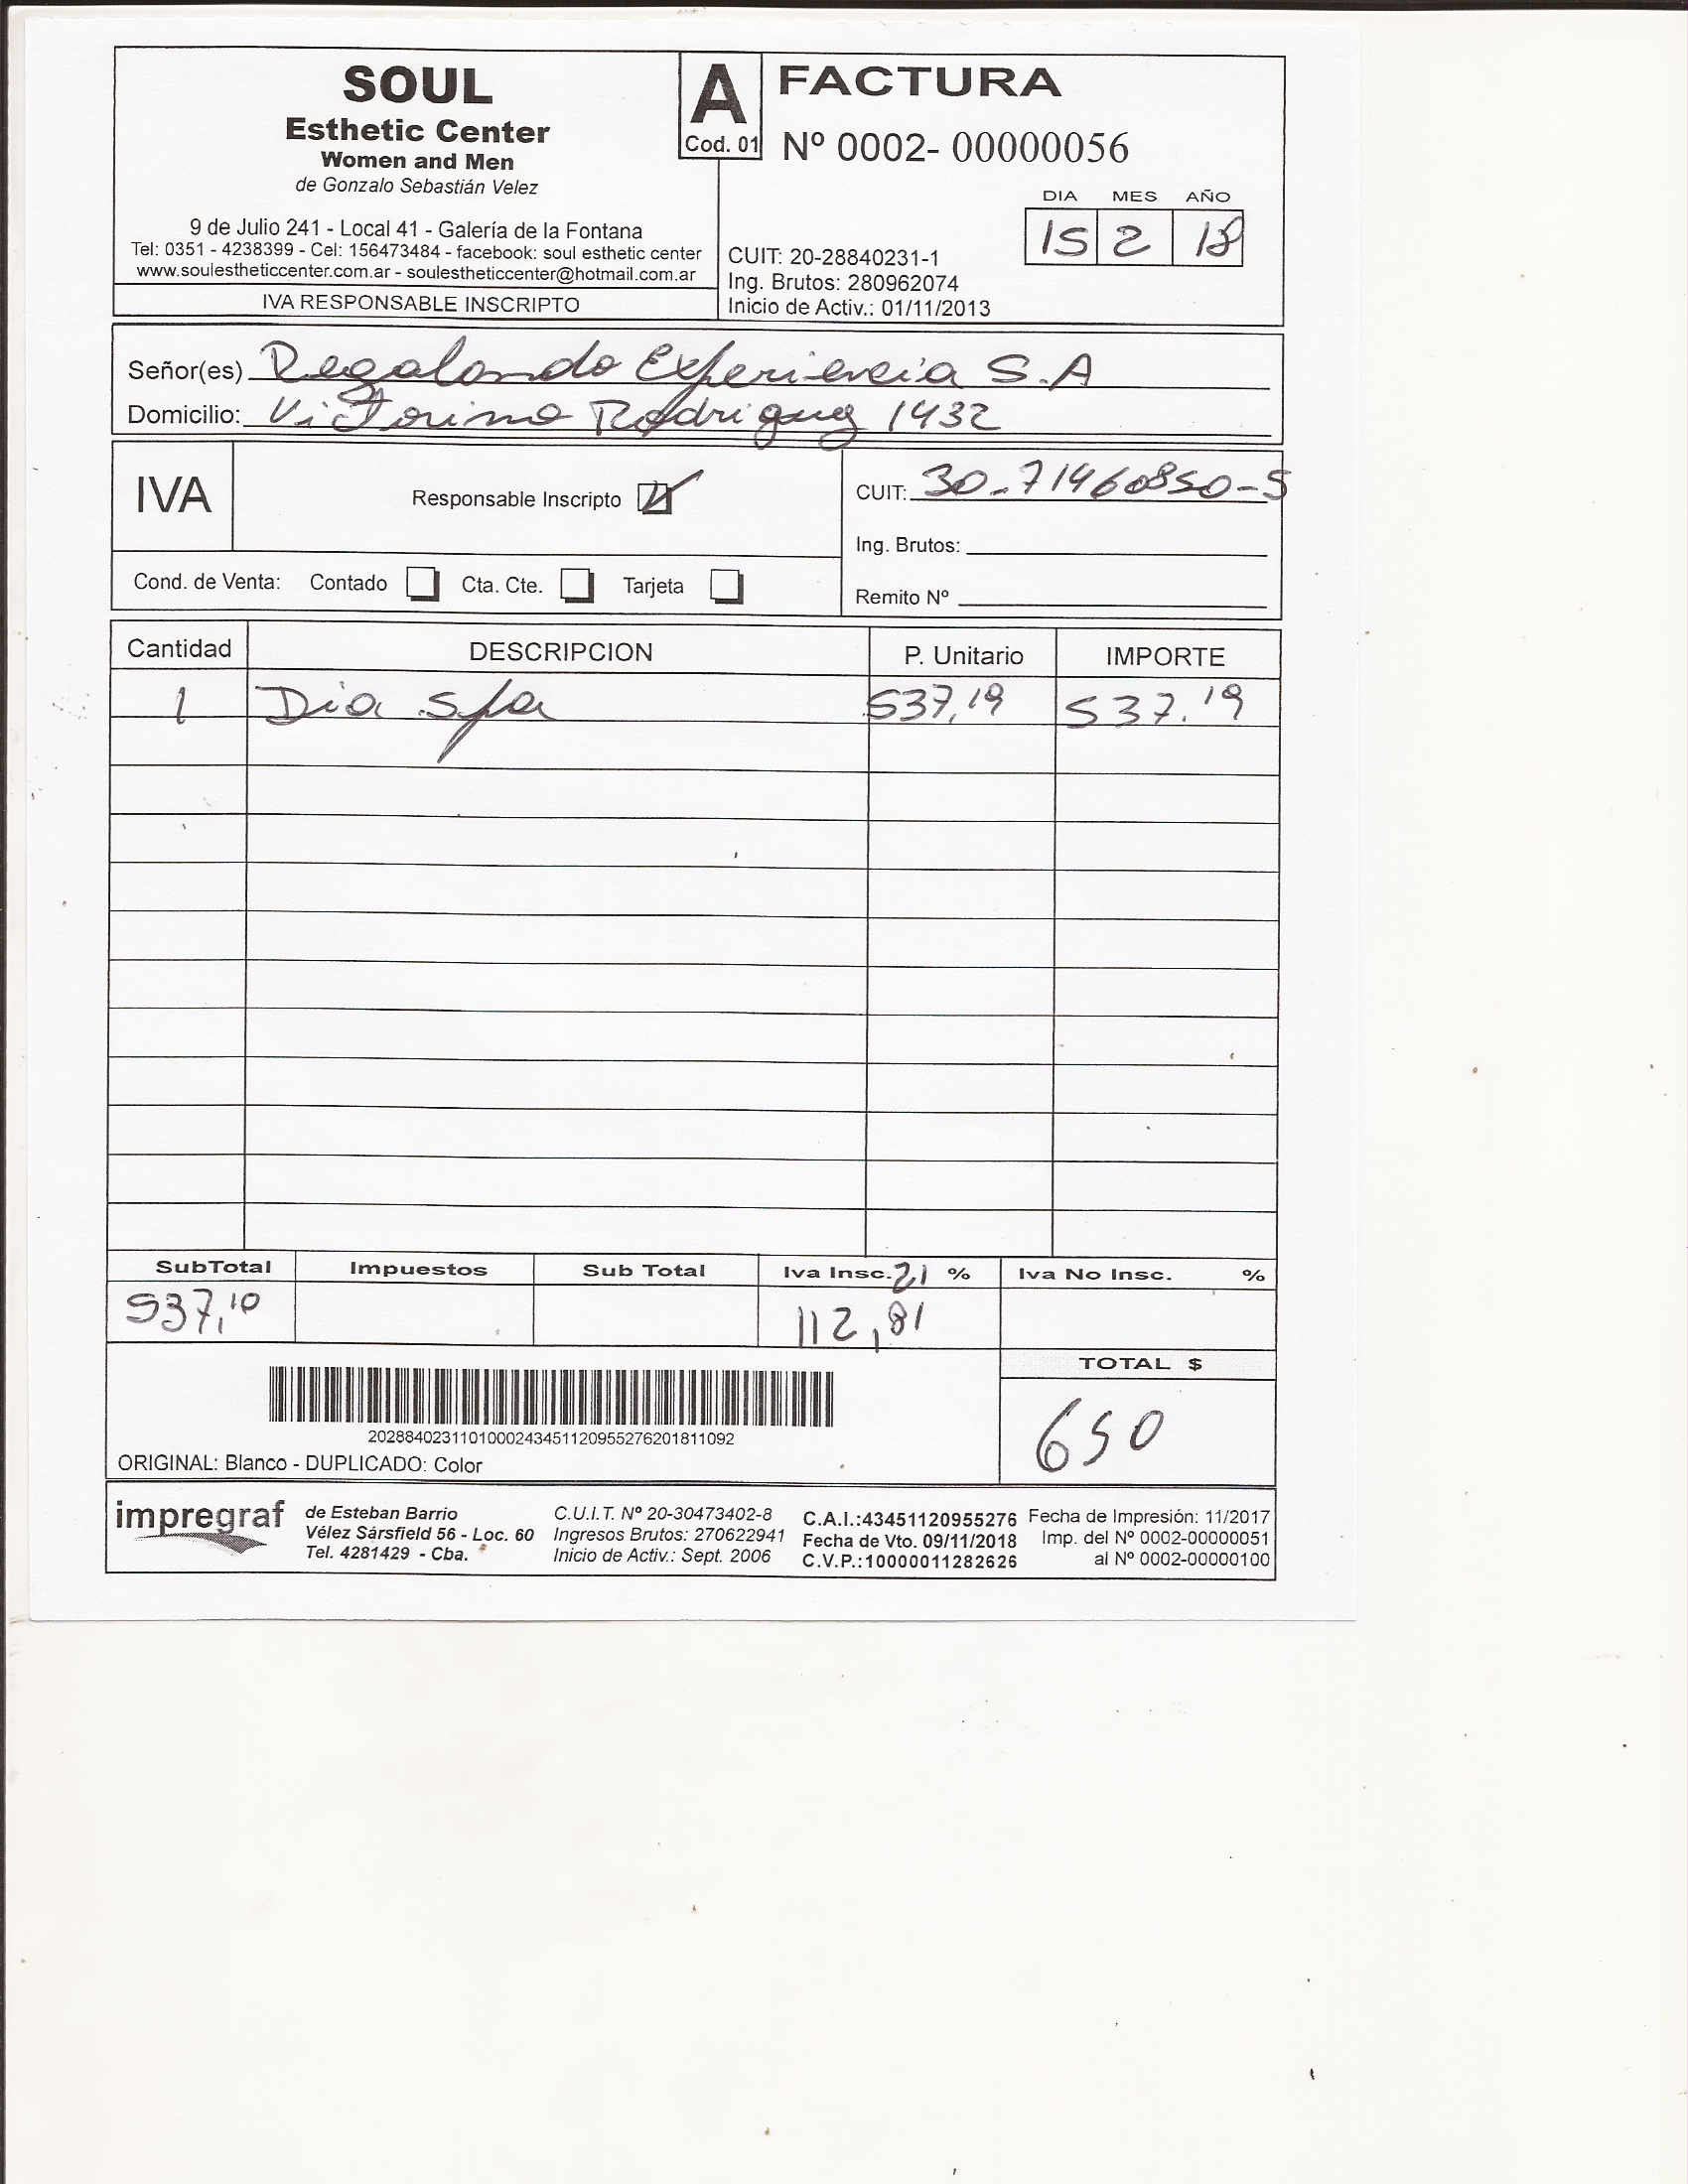 SOUL
Esthetic Center
Women and Men
de Gonzalo Sebastián Velez
9 de Julio 241 - Local 41 - Galería de la Fontana
Tel: 0351 - 4238399 - Cel: 156473484 - facebook: soul esthetic center
www.soulestheticcenter.com.ar - soulestheticcenter@hotmail.com.ar
IVA RESPONSABLE INSCRIPTO
A
Cod. 01
FACTURA
Nº 0002- 00000056
DIA MES AÑO
15 2 18
CUIT: 20-28840231-1
Ing. Brutos: 280962074
Inicio de Activ.: 01/11/2013
Señor(es) Regalando Experiencia S.A
Domicilio: Victorino Rodriguez 1432
IVA
Responsable Inscripto
CUIT: 30-71460850-5
Ing. Brutos:
Cond. de Venta: Contado Cta. Cte. Tarjeta
Remito Nº
Cantidad DESCRIPCION P. Unitario IMPORTE
1 Dia spa 537,19 537.19
SubTotal Impuestos Sub Total Iva Insc. 21 % Iva No Insc. %
537,19 112,81
TOTAL $
650
2028840231101000243451120955276201811092
ORIGINAL: Blanco - DUPLICADO: Color
impregraf
de Esteban Barrio
Vélez Sársfield 56 - Loc. 60
Tel. 4281429 - Cba.
C.U.I.T. Nº 20-30473402-8
Ingresos Brutos: 270622941
Inicio de Activ.: Sept. 2006
C.A.I.:43451120955276
Fecha de Vto. 09/11/2018
C.V.P.:10000011282626
Fecha de Impresión: 11/2017
Imp. del Nº 0002-00000051
al Nº 0002-00000100